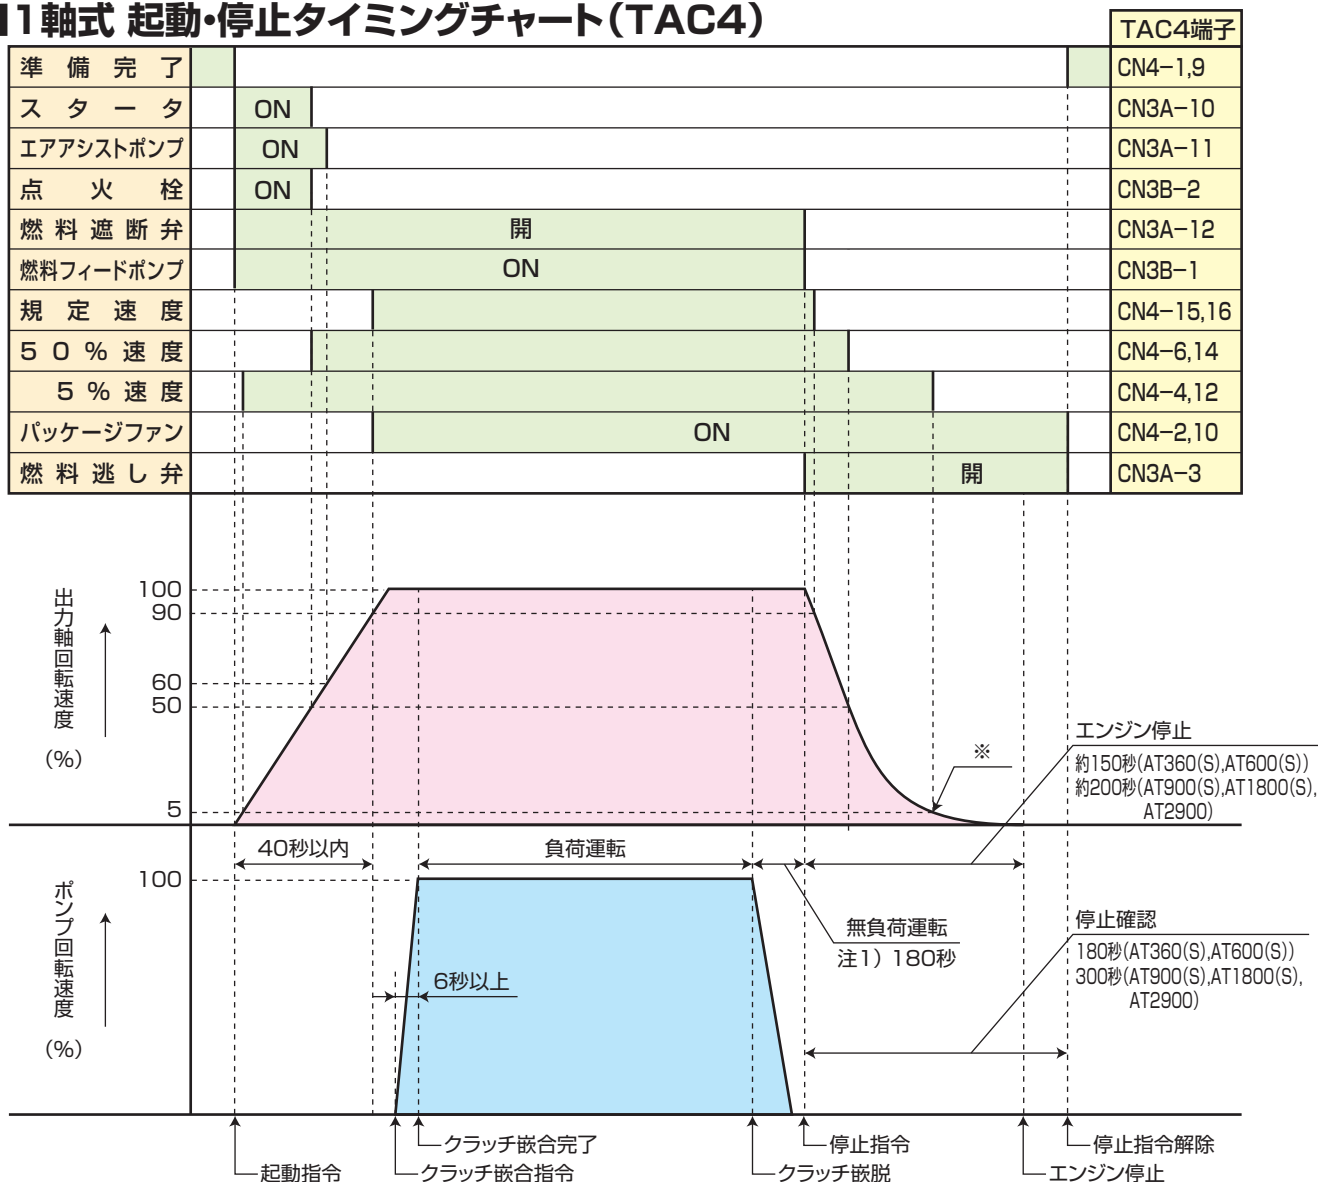 1軸式 起動・停止タイミングチャート（TAC4）
TAC4端子
準備完了 CN4−1,9
スタータ ON CN3A−10
エアアシストポンプ ON CN3A−11
点火栓 ON CN3B−2
燃料遮断弁 開 CN3A−12
燃料フィードポンプ ON CN3B−1
規定速度 CN4−15,16
50%速度 CN4−6,14
5%速度 CN4−4,12
パッケージファン ON CN4−2,10
燃料逃し弁 開 CN3A−3
出力軸回転速度
(%)
100
90
60
50
5
※
エンジン停止
約150秒(AT360(S),AT600(S))
約200秒(AT900(S),AT1800(S),
AT2900)
40秒以内
負荷運転
ポンプ回転速度
(%)
100
無負荷運転
注1) 180秒
停止確認
180秒(AT360(S),AT600(S))
300秒(AT900(S),AT1800(S),
AT2900)
6秒以上
クラッチ嵌合完了
停止指令
停止指令解除
起動指令
クラッチ嵌合指令
クラッチ嵌脱
エンジン停止